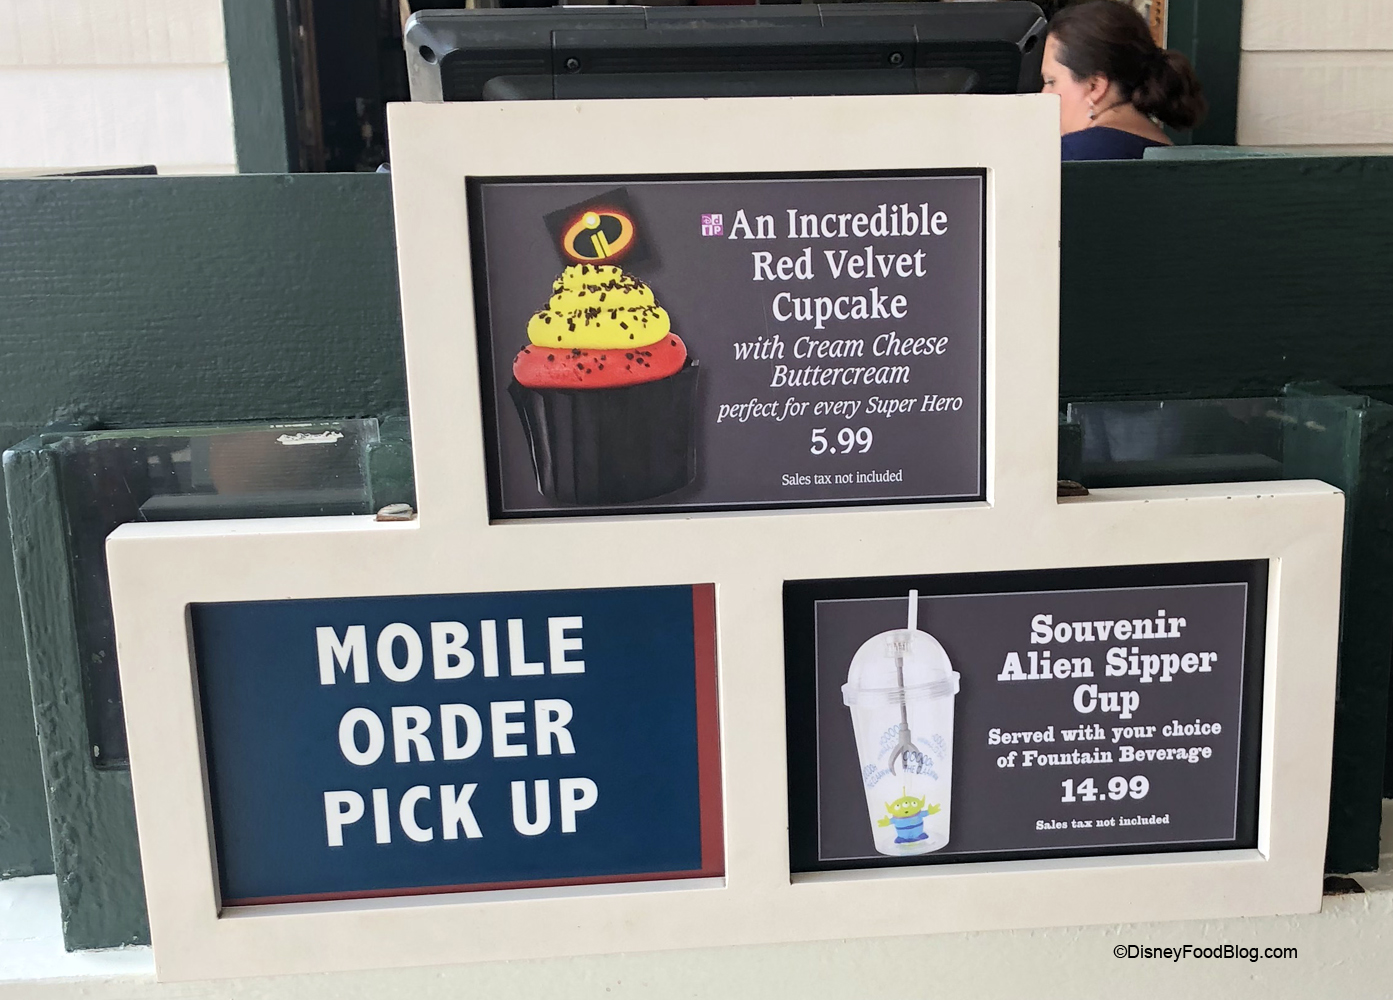 An Incredible
Red Velvet
Cupcake
with Cream Cheese
Buttercream
perfect for every Super Hero
5.99
Sales tax not included
MOBILE
ORDER
PICK UP
Souvenir
Alien Sipper
Cup
Served with your choice
of Fountain Beverage
14.99
Sales tax not included
©DisneyFoodBlog.com